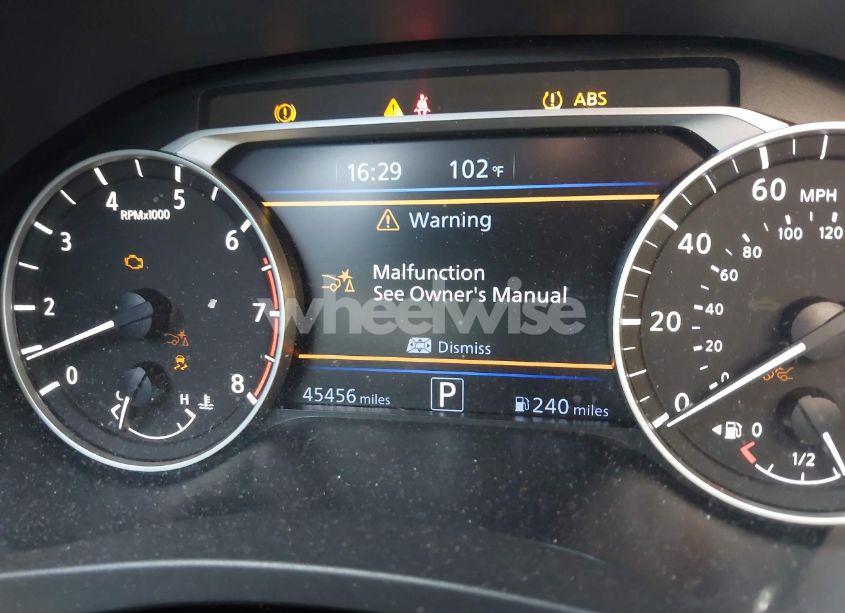 ABS
16:29 102 °F
Warning
Malfunction
See Owner's Manual
Dismiss
45456 miles P 240 miles
wheelwise
0 2 3 4 5 6 7 8
RPMx1000
C H
0 20 40 60
MPH
0 20 40 60 80 100 120
0 1/2